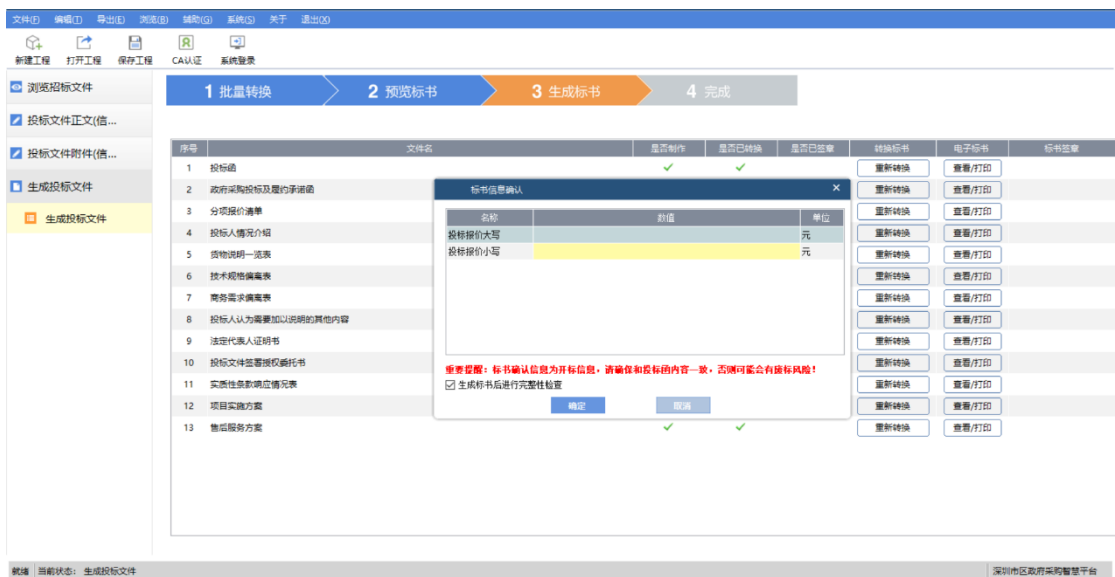 文件(F) 编辑(I) 导出(E) 浏览(B) 辅助(G) 系统(S) 关于 退出(X)
新建工程 打开工程 保存工程 CA认证 系统登录
浏览招标文件
投标文件正文(信...
投标文件附件(信...
生成投标文件
生成投标文件
1 批量转换 2 预览标书 3 生成标书 4 完成
序号 文件名 是否制作 是否已转换 是否已签章 转换标书 电子标书 标书签章
1 投标函 重新转换 查看/打印
2 政府采购投标及履约承诺函 重新转换 查看/打印
3 分项报价清单 重新转换 查看/打印
4 投标人情况介绍 重新转换 查看/打印
5 货物说明一览表 重新转换 查看/打印
6 技术规格偏离表 重新转换 查看/打印
7 商务需求偏离表 重新转换 查看/打印
8 投标人认为需要加以说明的其他内容 重新转换 查看/打印
9 法定代表人证明书 重新转换 查看/打印
10 投标文件签署授权委托书 重新转换 查看/打印
11 实质性条款响应情况表 重新转换 查看/打印
12 项目实施方案 重新转换 查看/打印
13 售后服务方案 重新转换 查看/打印
标书信息确认
名称 数值 单位
投标报价大写 元
投标报价小写 元
重要提醒：标书确认信息为开标信息，请确保和投标函内容一致，否则可能会有废标风险！
生成标书后进行完整性检查
确定 取消
就绪 当前状态： 生成投标文件 深圳市区政府采购智慧平台